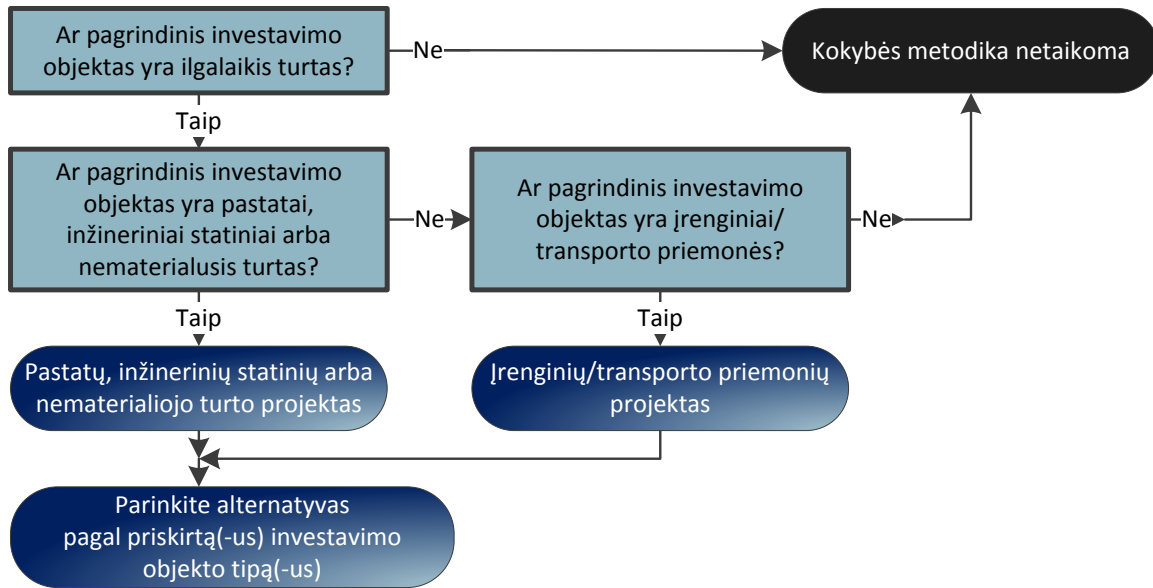 Ar pagrindinis investavimo
objektas yra ilgalaikis turtas?
Ne
Kokybės metodika netaikoma
Taip
Ar pagrindinis investavimo
objektas yra pastatai,
inžineriniai statiniai arba
nematerialusis turtas?
Ne
Ar pagrindinis investavimo
objektas yra įrenginiai/
transporto priemonės?
Ne
Taip
Taip
Pastatų, inžinerinių statinių arba
nematerialiojo turto projektas
Įrenginių/transporto priemonių
projektas
Parinkite alternatyvas
pagal priskirtą(-us) investavimo
objekto tipą(-us)